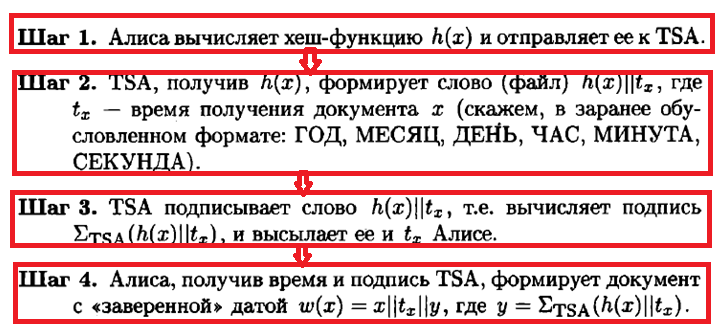 Шаг 1. Алиса вычисляет хеш-функцию h(x) и отправляет ее к TSA.
Шаг 2. TSA, получив h(x), формирует слово (файл) h(x)||tₓ, где
tₓ — время получения документа x (скажем, в заранее обу-
словленном формате: ГОД, МЕСЯЦ, ДЕНЬ, ЧАС, МИНУТА,
СЕКУНДА).
Шаг 3. TSA подписывает слово h(x)||tₓ, т.е. вычисляет подпись
Σ_TSA(h(x)||tₓ), и высылает ее и tₓ Алисе.
Шаг 4. Алиса, получив время и подпись TSA, формирует документ
с «заверенной» датой w(x) = x||tₓ||y, где y = Σ_TSA(h(x)||tₓ).